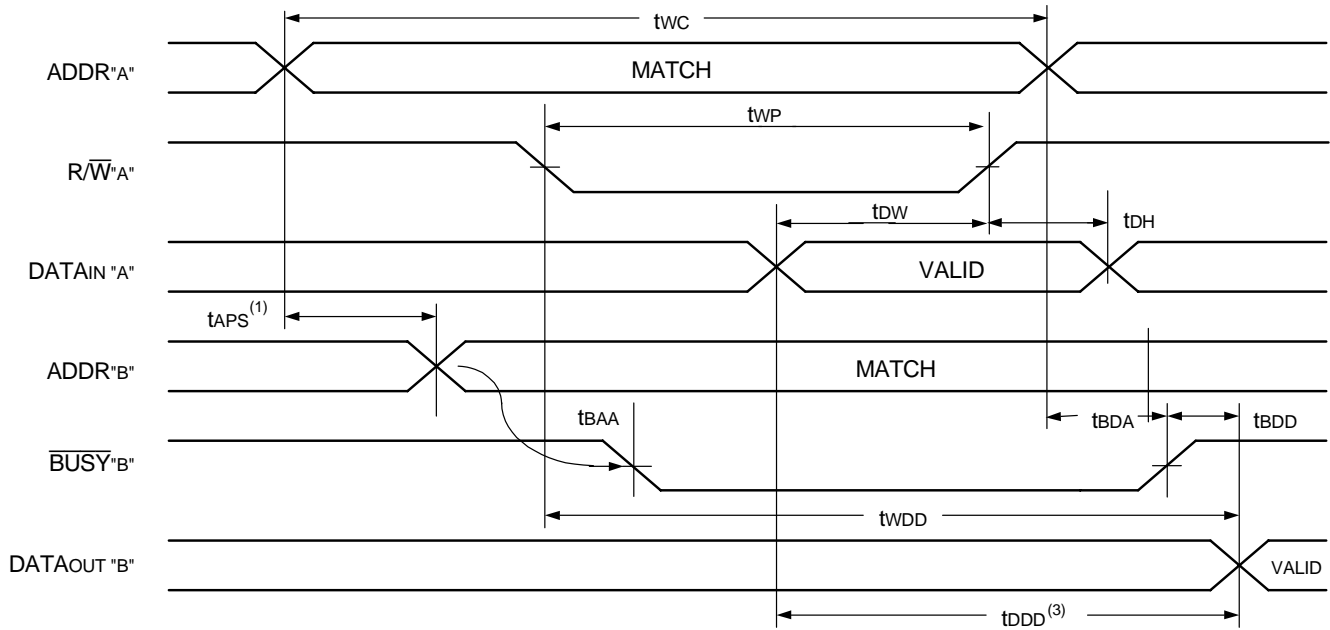 tWC
ADDR"A"
MATCH
tWP
R/W̅"A"
tDW
tDH
DATAIN "A"
VALID
tAPS(1)
ADDR"B"
MATCH
tBAA
tBDA
tBDD
B̅U̅S̅Y̅"B"
tWDD
DATAOUT "B"
VALID
tDDD(3)